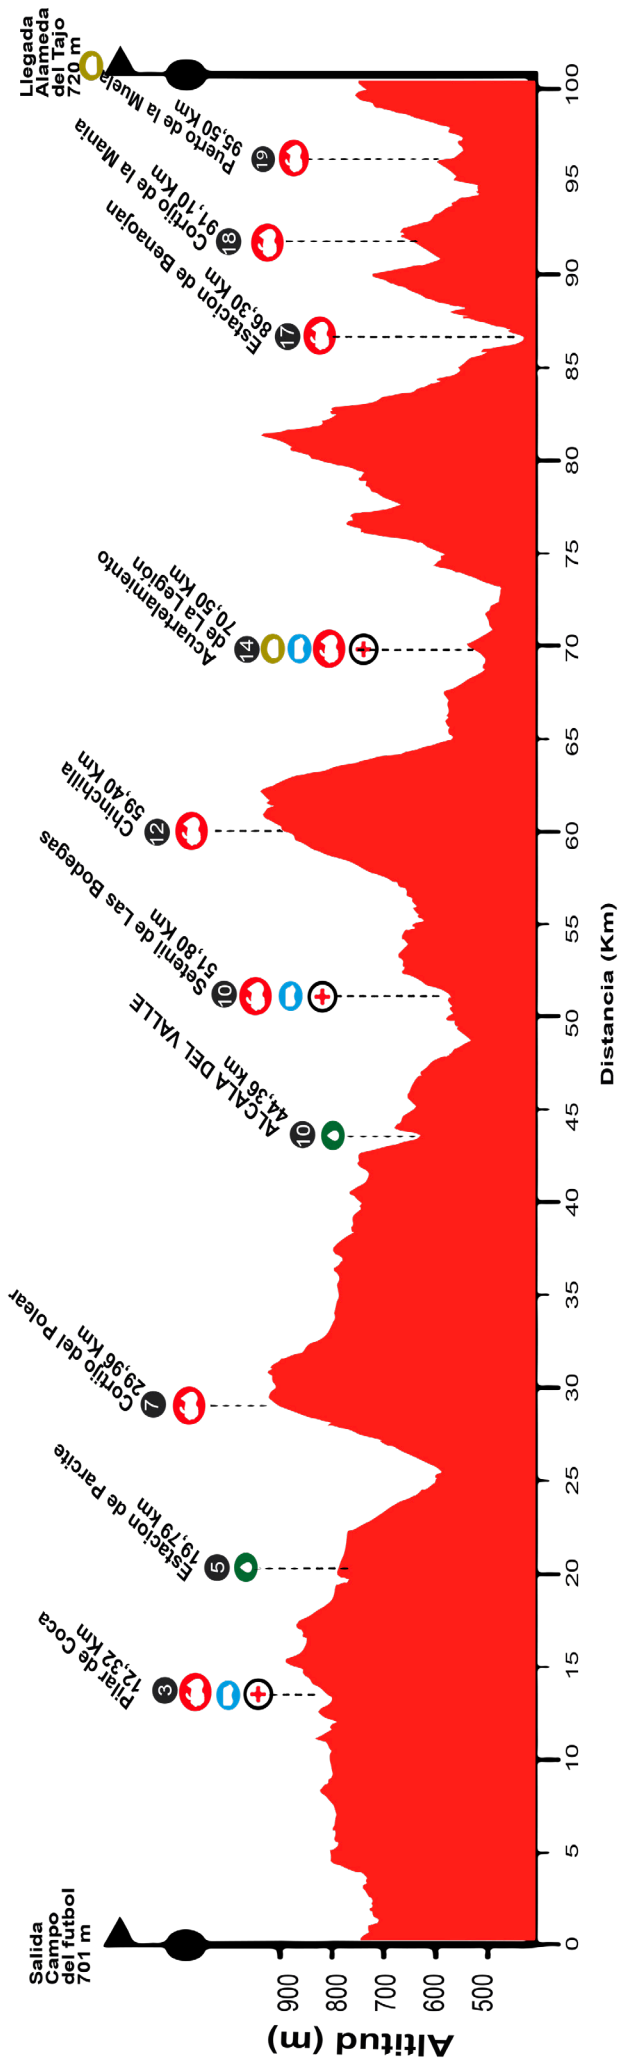 Salida
Campo
del futbol
701 m
Pilar de Coca
12,32 Km
3
Estacion de Parcite
19,79 km
5
Cortijo del Polear
29,96 Km
7
ALCALA DEL VALLE
44,36 km
10
Setenil de Las Bodegas
51,80 Km
10
Chinchilla
59,40 Km
12
Acuartelamiento
de La Legión
70,50 Km
14
Estacion de Benaojan
86,30 Km
17
Cortijo de la Mania
91,10 Km
18
Puerto de la Muela
95,50 Km
19
Llegada
Alameda
del Tajo
720 m
Altitud (m)
900
800
700
600
500
0 5 10 15 20 25 30 35 40 45 50 55 60 65 70 75 80 85 90 95 100
Distancia (Km)